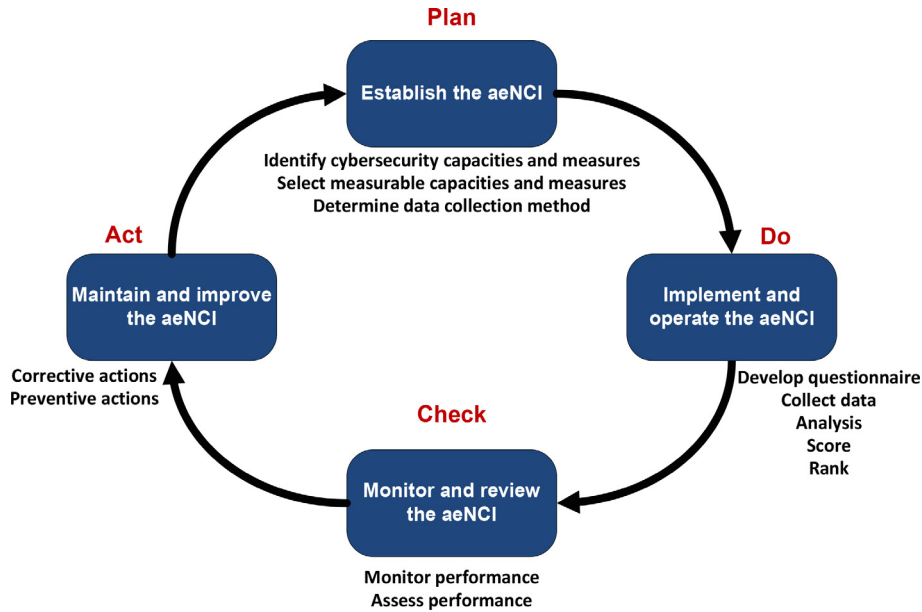 Plan
Establish the aeNCI
Identify cybersecurity capacities and measures
Select measurable capacities and measures
Determine data collection method
Do
Implement and
operate the aeNCI
Develop questionnaire
Collect data
Analysis
Score
Rank
Check
Monitor and review
the aeNCI
Monitor performance
Assess performance
Act
Maintain and improve
the aeNCI
Corrective actions
Preventive actions